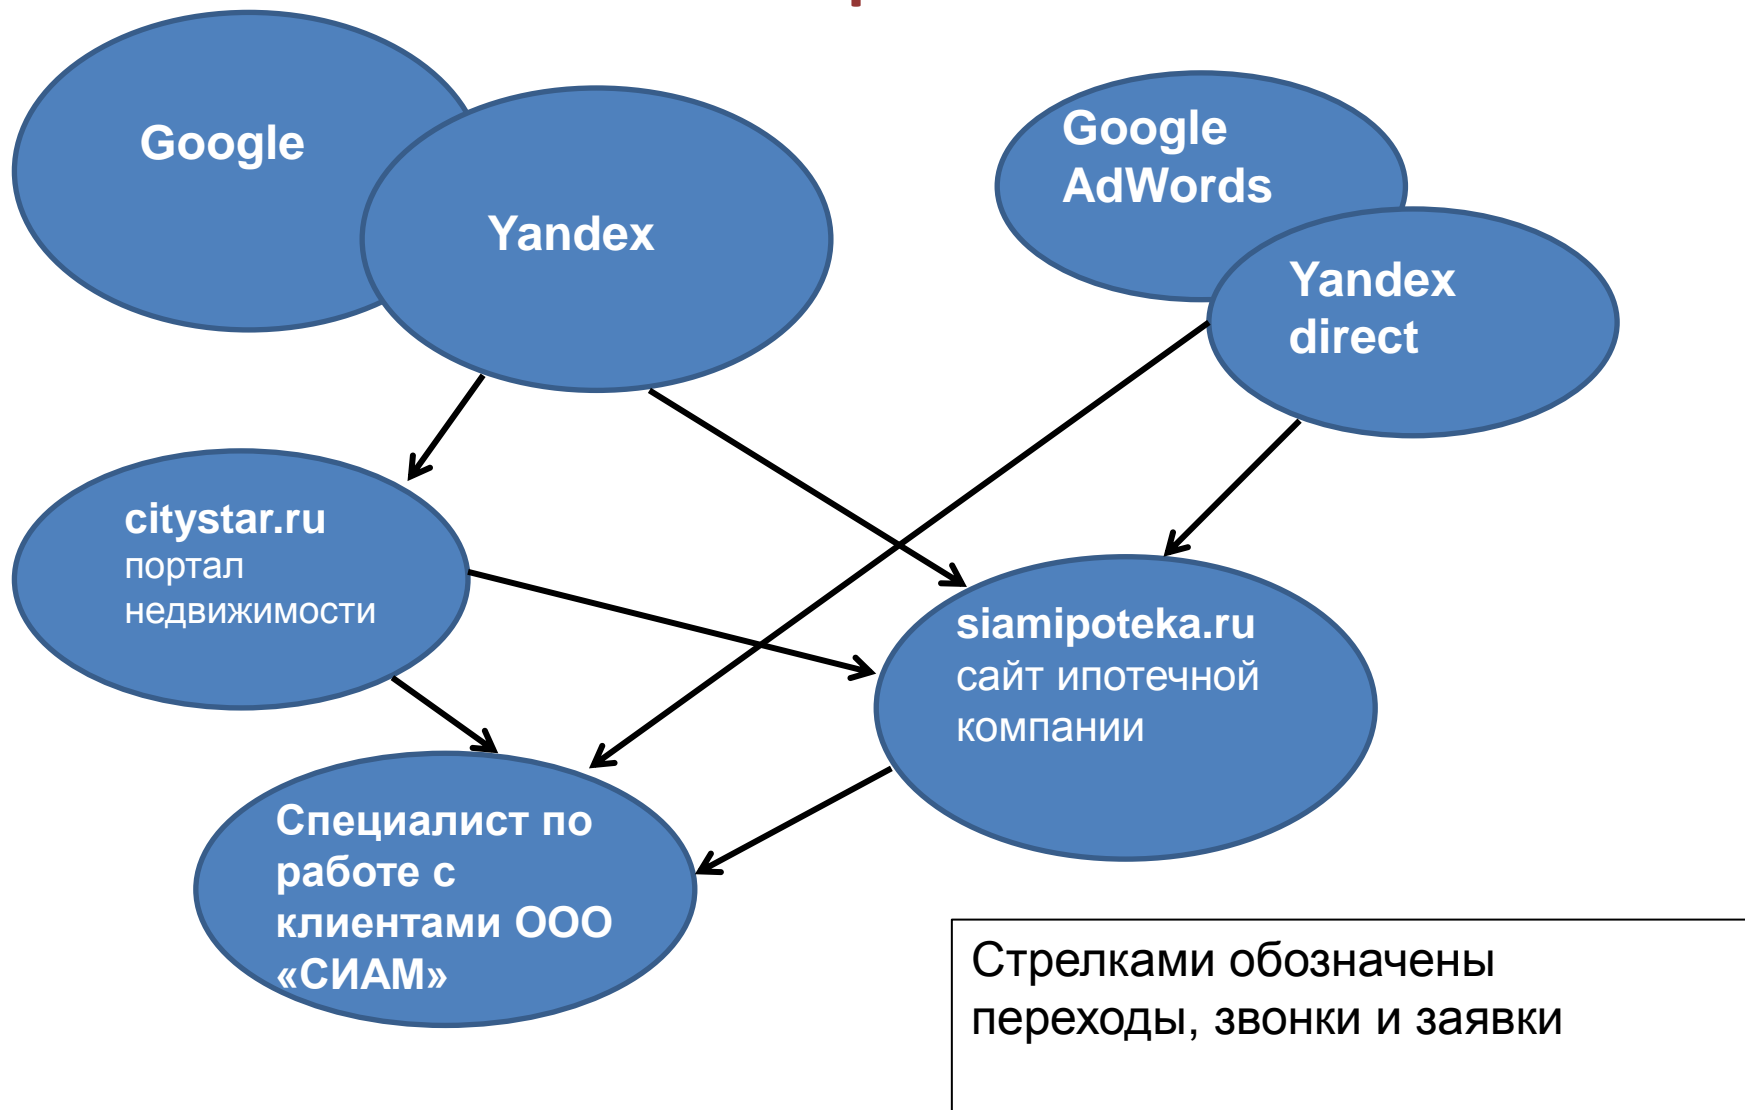 Google
Yandex
Google
AdWords
Yandex
direct
citystar.ru
портал
недвижимости
siamipoteka.ru
сайт ипотечной
компании
Специалист по
работе с
клиентами ООО
«СИАМ»
Стрелками обозначены
переходы, звонки и заявки